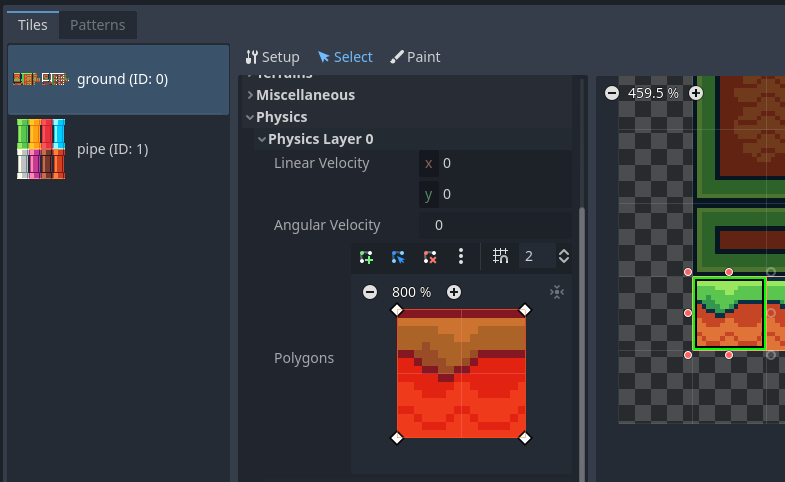 Tiles
Patterns
ground (ID: 0)
pipe (ID: 1)
Setup
Select
Paint
Terrains
Miscellaneous
Physics
Physics Layer 0
Linear Velocity
x 0
y 0
Angular Velocity
0
2
800 %
Polygons
459.5 %